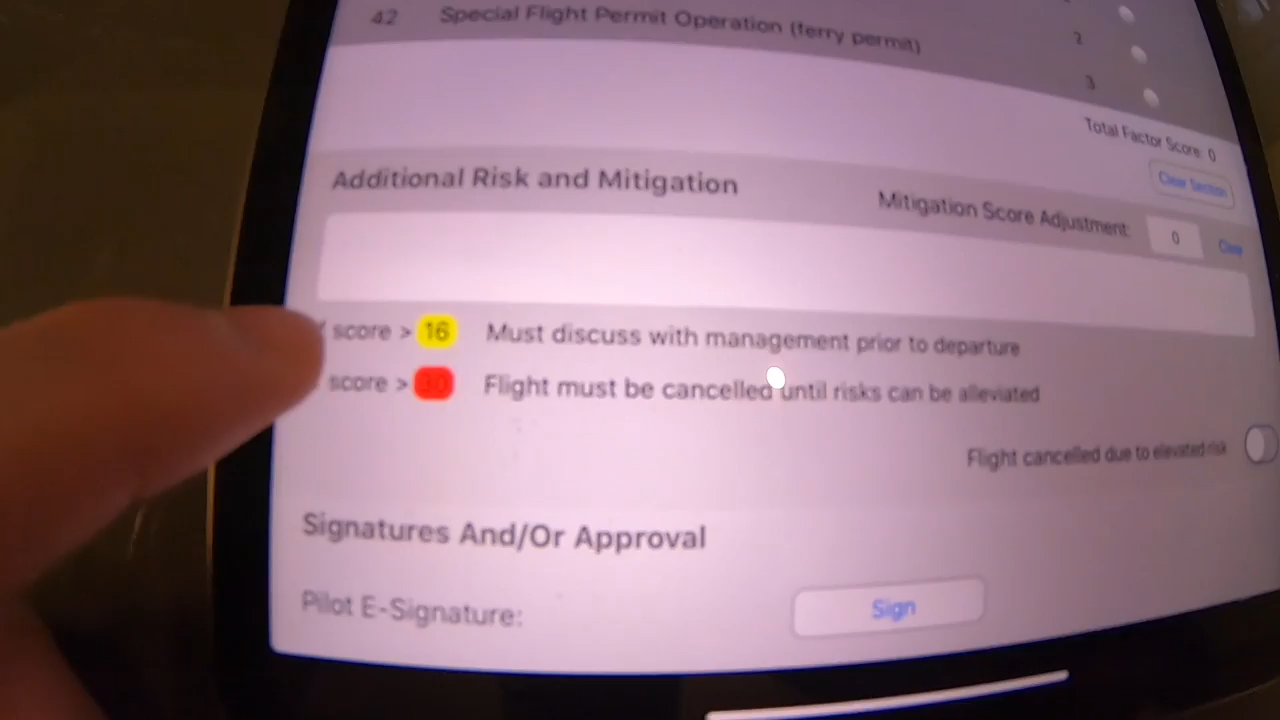 42 Special Flight Permit Operation (ferry permit)
2
3
Total Factor Score: 0
Clear Section
Additional Risk and Mitigation
Mitigation Score Adjustment: 0 Clear
score > 16 Must discuss with management prior to departure
score > 30 Flight must be cancelled until risks can be alleviated
Flight cancelled due to elevated risk
Signatures And/Or Approval
Pilot E-Signature: Sign